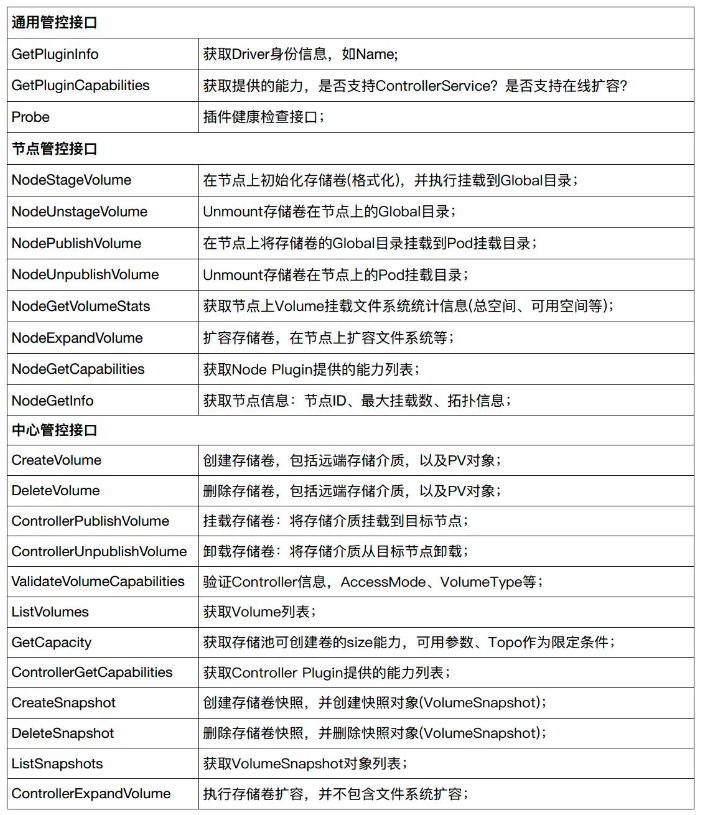 通用管控接口
GetPluginInfo 获取Driver身份信息，如Name;
GetPluginCapabilities 获取提供的能力，是否支持ControllerService？是否支持在线扩容？
Probe 插件健康检查接口；
节点管控接口
NodeStageVolume 在节点上初始化存储卷(格式化)，并执行挂载到Global目录；
NodeUnstageVolume Unmount存储卷在节点上的Global目录；
NodePublishVolume 在节点上将存储卷的Global目录挂载到Pod挂载目录；
NodeUnpublishVolume Unmount存储卷在节点上的Pod挂载目录；
NodeGetVolumeStats 获取节点上Volume挂载文件系统统计信息(总空间、可用空间等)；
NodeExpandVolume 扩容存储卷，在节点上扩容文件系统等；
NodeGetCapabilities 获取Node Plugin提供的能力列表；
NodeGetInfo 获取节点信息：节点ID、最大挂载数、拓扑信息；
中心管控接口
CreateVolume 创建存储卷，包括远端存储介质，以及PV对象；
DeleteVolume 删除存储卷，包括远端存储介质，以及PV对象；
ControllerPublishVolume 挂载存储卷：将存储介质挂载到目标节点；
ControllerUnpublishVolume 卸载存储卷：将存储介质从目标节点卸载；
ValidateVolumeCapabilities 验证Controller信息，AccessMode、VolumeType等；
ListVolumes 获取Volume列表；
GetCapacity 获取存储池可创建卷的size能力，可用参数、Topo作为限定条件；
ControllerGetCapabilities 获取Controller Plugin提供的能力列表；
CreateSnapshot 创建存储卷快照，并创建快照对象(VolumeSnapshot)；
DeleteSnapshot 删除存储卷快照，并删除快照对象(VolumeSnapshot)；
ListSnapshots 获取VolumeSnapshot对象列表；
ControllerExpandVolume 执行存储卷扩容，并不包含文件系统扩容；